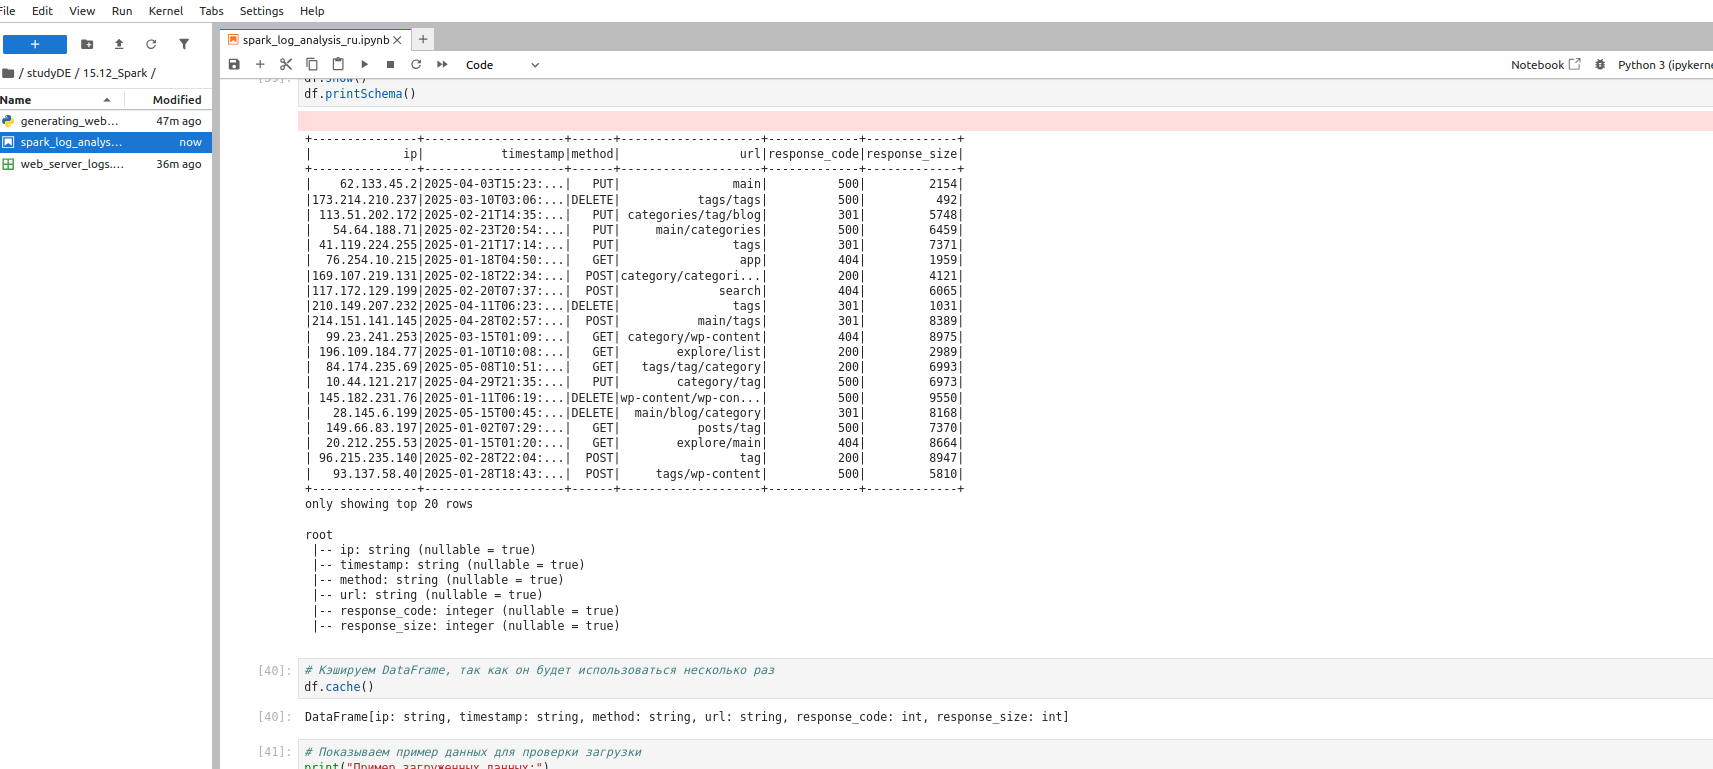 File Edit View Run Kernel Tabs Settings Help
spark_log_analysis_ru.ipynb
/ studyDE / 15.12_Spark /
Code
Notebook
Python 3 (ipykerne
Name Modified
generating_web... 47m ago
spark_log_analys... now
web_server_logs.... 36m ago
[39]: df.show()
df.printSchema()
+---------------+--------------------+------+--------------------+-------------+-------------+
|             ip|           timestamp|method|                 url|response_code|response_size|
+---------------+--------------------+------+--------------------+-------------+-------------+
|    62.133.45.2|2025-04-03T15:23:...|   PUT|                main|          500|         2154|
|173.214.210.237|2025-03-10T03:06:...|DELETE|           tags/tags|          500|          492|
| 113.51.202.172|2025-02-21T14:35:...|   PUT| categories/tag/blog|          301|         5748|
|   54.64.188.71|2025-02-23T20:54:...|   PUT|     main/categories|          500|         6459|
| 41.119.224.255|2025-01-21T17:14:...|   PUT|                tags|          301|         7371|
|  76.254.10.215|2025-01-18T04:50:...|   GET|                 app|          404|         1959|
|169.107.219.131|2025-02-18T22:34:...|  POST|category/categori...|          200|         4121|
|117.172.129.199|2025-02-20T07:37:...|  POST|              search|          404|         6065|
|210.149.207.232|2025-04-11T06:23:...|DELETE|                tags|          301|         1031|
|214.151.141.145|2025-04-28T02:57:...|  POST|           main/tags|          301|         8389|
|  99.23.241.253|2025-03-15T01:09:...|   GET| category/wp-content|          404|         8975|
| 196.109.184.77|2025-01-10T10:08:...|   GET|        explore/list|          200|         2989|
|  84.174.235.69|2025-05-08T10:51:...|   GET|   tags/tag/category|          200|         6993|
|  10.44.121.217|2025-04-29T21:35:...|   PUT|        category/tag|          500|         6973|
| 145.182.231.76|2025-01-11T06:19:...|DELETE|wp-content/wp-con...|          500|         9550|
|   28.145.6.199|2025-05-15T00:45:...|DELETE|  main/blog/category|          301|         8168|
|  149.66.83.197|2025-01-02T07:29:...|   GET|           posts/tag|          500|         7370|
|  20.212.255.53|2025-01-15T01:20:...|   GET|        explore/main|          404|         8664|
| 96.215.235.140|2025-02-28T22:04:...|  POST|                 tag|          200|         8947|
|   93.137.58.40|2025-01-28T18:43:...|  POST|     tags/wp-content|          500|         5810|
+---------------+--------------------+------+--------------------+-------------+-------------+
only showing top 20 rows
root
|-- ip: string (nullable = true)
|-- timestamp: string (nullable = true)
|-- method: string (nullable = true)
|-- url: string (nullable = true)
|-- response_code: integer (nullable = true)
|-- response_size: integer (nullable = true)
[40]: # Кэшируем DataFrame, так как он будет использоваться несколько раз
df.cache()
[40]: DataFrame[ip: string, timestamp: string, method: string, url: string, response_code: int, response_size: int]
[41]: # Показываем пример данных для проверки загрузки
print("Пример загруженных данных:")